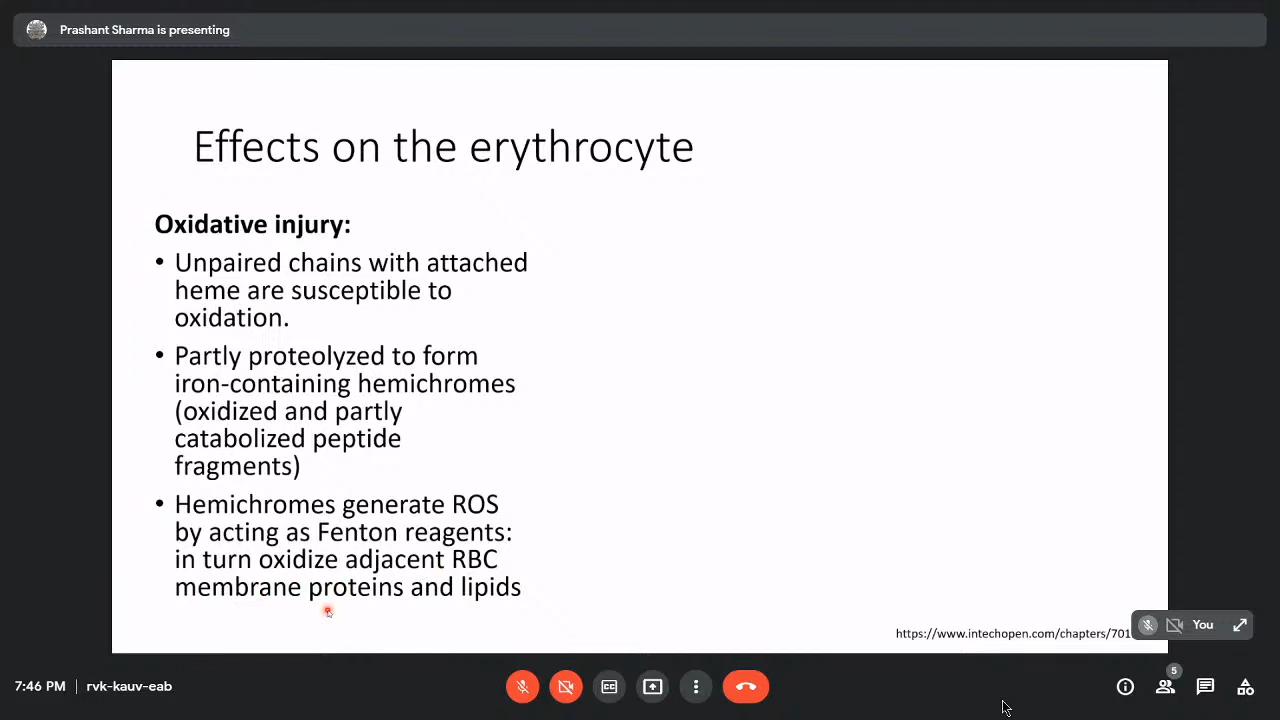 Prashant Sharma is presenting
Effects on the erythrocyte
Oxidative injury:
• Unpaired chains with attached
heme are susceptible to
oxidation.
• Partly proteolyzed to form
iron-containing hemichromes
(oxidized and partly
catabolized peptide
fragments)
• Hemichromes generate ROS
by acting as Fenton reagents:
in turn oxidize adjacent RBC
membrane proteins and lipids
https://www.intechopen.com/chapters/701
You
7:46 PM | rvk-kauv-eab
CC
5